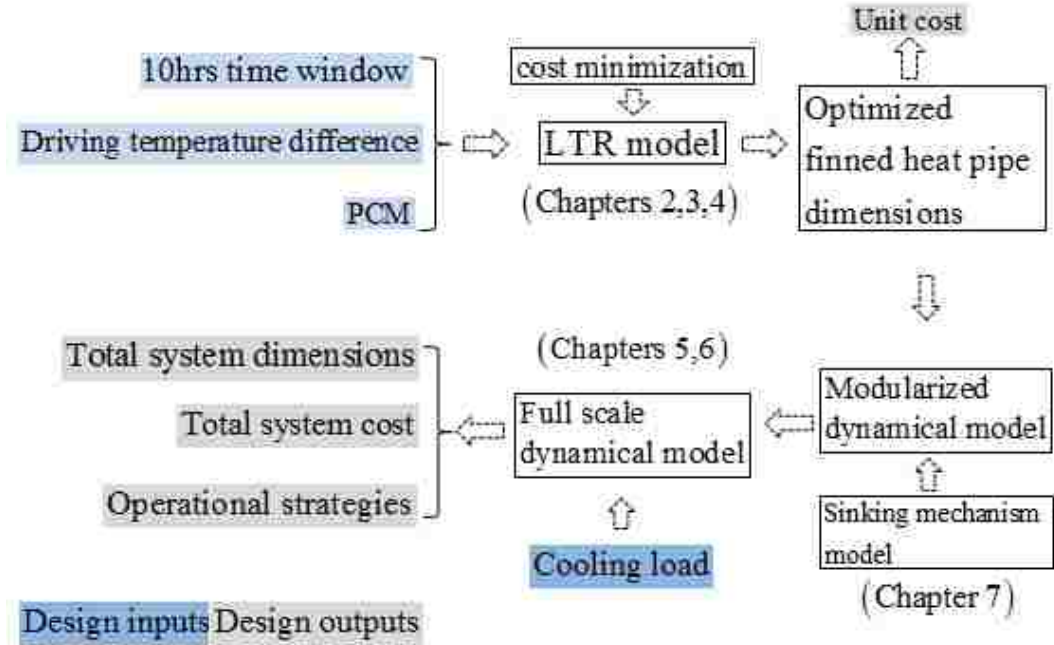 Unit cost
10hrs time window
cost minimization
Driving temperature difference
LTR model
Optimized
finned heat pipe
dimensions
PCM
(Chapters 2,3,4)
(Chapters 5,6)
Total system dimensions
Total system cost
Operational strategies
Full scale
dynamical model
Modularized
dynamical model
Sinking mechanism
model
(Chapter 7)
Cooling load
Design inputs Design outputs